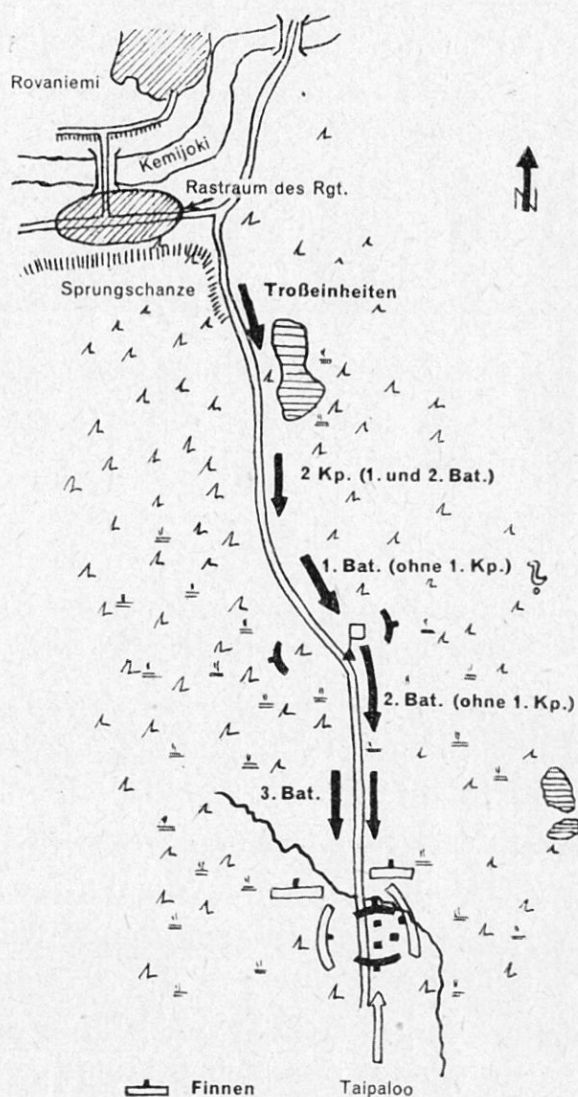 Rovaniemi
Kemijoki
Rastraum des Rgt.
N
Sprungschanze
Troßeinheiten
2 Kp. (1. und 2. Bat.)
1. Bat. (ohne 1. Kp.)
?
2. Bat. (ohne 1. Kp.)
3. Bat.
Finnen
Taipaloo